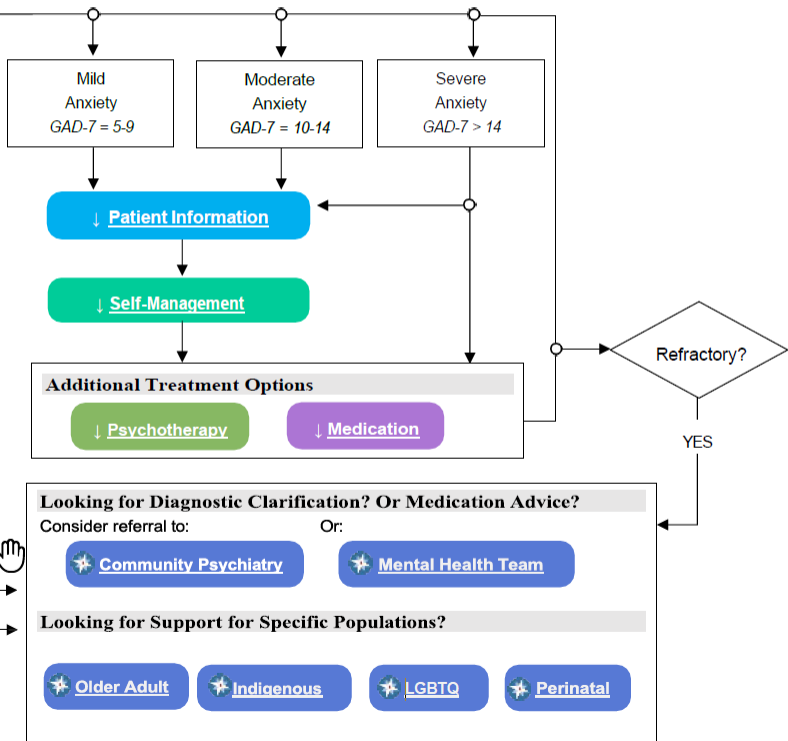 Mild
Anxiety
GAD-7 = 5-9
Moderate
Anxiety
GAD-7 = 10-14
Severe
Anxiety
GAD-7 > 14
↓ Patient Information
↓ Self-Management
Additional Treatment Options
↓ Psychotherapy
↓ Medication
Refractory?
YES
Looking for Diagnostic Clarification? Or Medication Advice?
Consider referral to:
Or:
Community Psychiatry
Mental Health Team
Looking for Support for Specific Populations?
Older Adult
Indigenous
LGBTQ
Perinatal